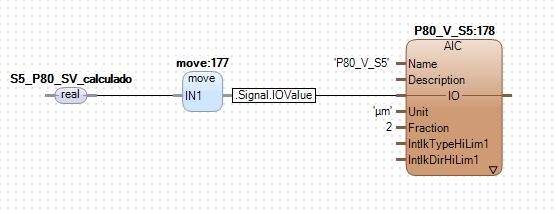 P80_V_S5:178
AIC
move:177
'P80_V_S5'
Name
S5_P80_SV_calculado
move
Description
real
IN1
.Signal.IOValue
IO
'µm'
Unit
2
Fraction
IntlkTypeHiLim1
IntlkDirHiLim1